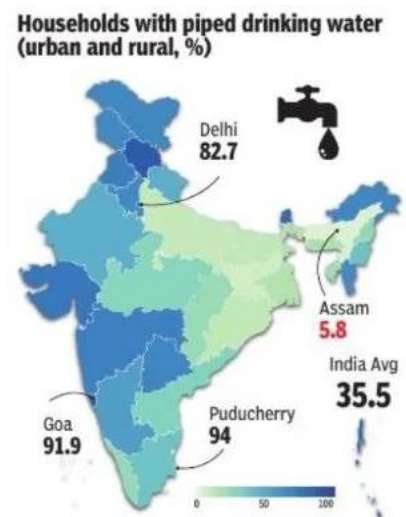 Households with piped drinking water
(urban and rural, %)
Delhi
82.7
Assam
5.8
India Avg
35.5
Goa
91.9
Puducherry
94
0 50 100